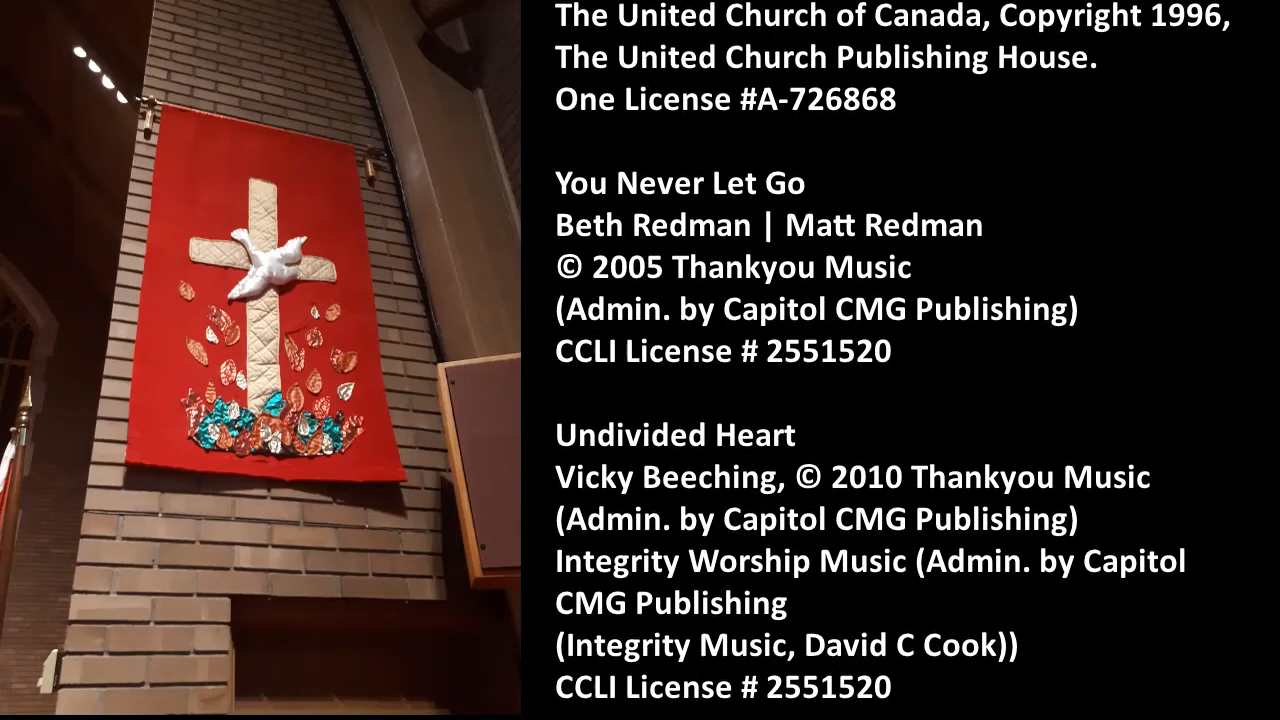 The United Church of Canada, Copyright 1996,
The United Church Publishing House.
One License #A-726868
You Never Let Go
Beth Redman | Matt Redman
© 2005 Thankyou Music
(Admin. by Capitol CMG Publishing)
CCLI License # 2551520
Undivided Heart
Vicky Beeching, © 2010 Thankyou Music
(Admin. by Capitol CMG Publishing)
Integrity Worship Music (Admin. by Capitol
CMG Publishing
(Integrity Music, David C Cook))
CCLI License # 2551520